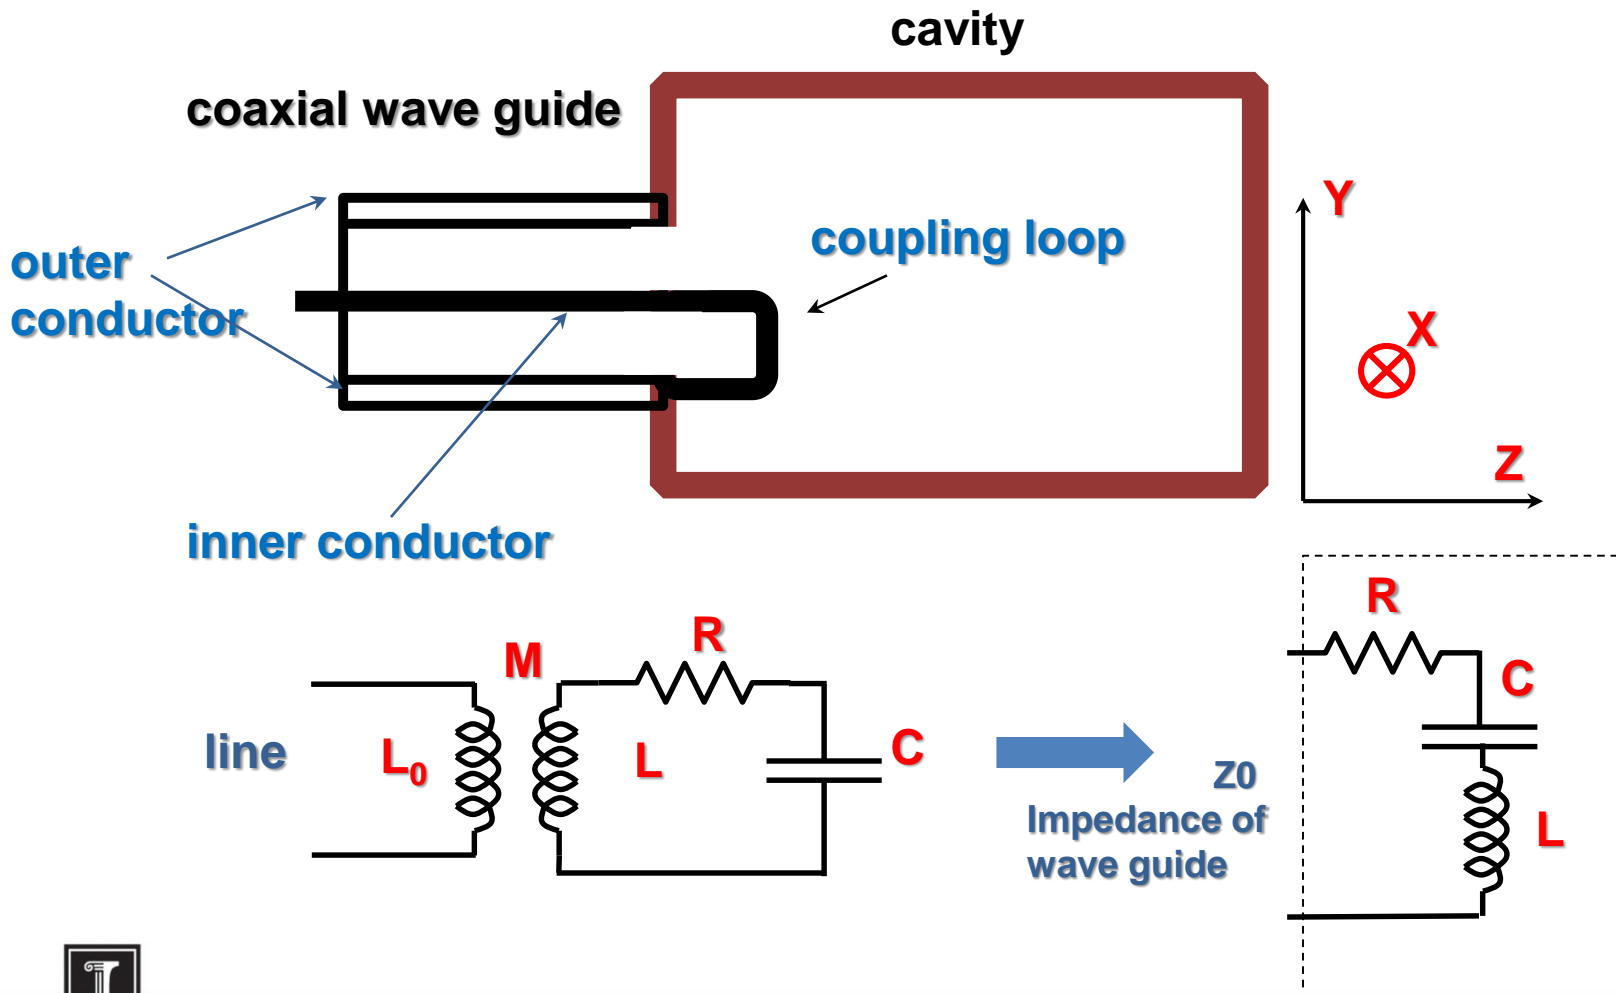 cavity
coaxial wave guide
Y
outer
conductor
coupling loop
X
Z
inner conductor
R
M
R
C
line
L₀
L
C
Z0
Impedance of
wave guide
L